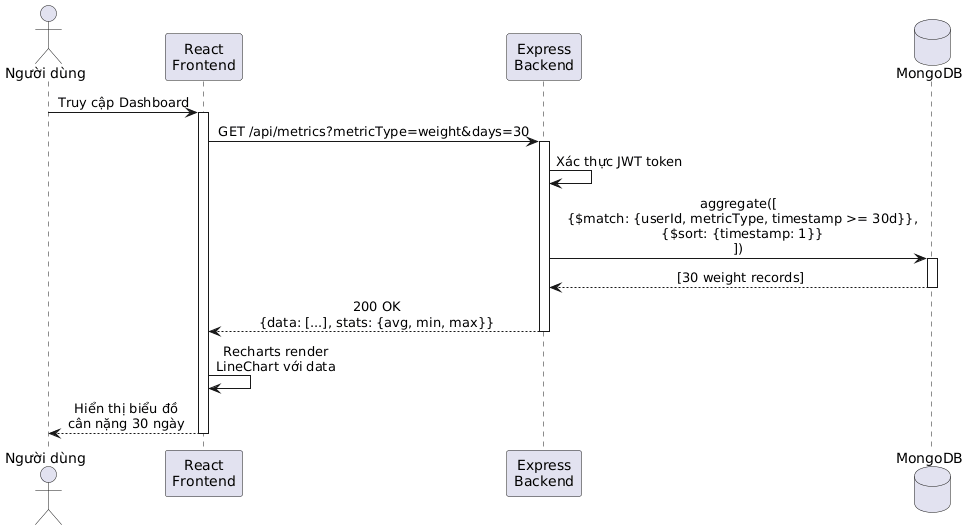 Người dùng
React
Frontend
Express
Backend
MongoDB
Truy cập Dashboard
GET /api/metrics?metricType=weight&days=30
Xác thực JWT token
aggregate([
{$match: {userId, metricType, timestamp >= 30d}},
{$sort: {timestamp: 1}}
])
[30 weight records]
200 OK
{data: [...], stats: {avg, min, max}}
Recharts render
LineChart với data
Hiển thị biểu đồ
cân nặng 30 ngày
Người dùng
React
Frontend
Express
Backend
MongoDB